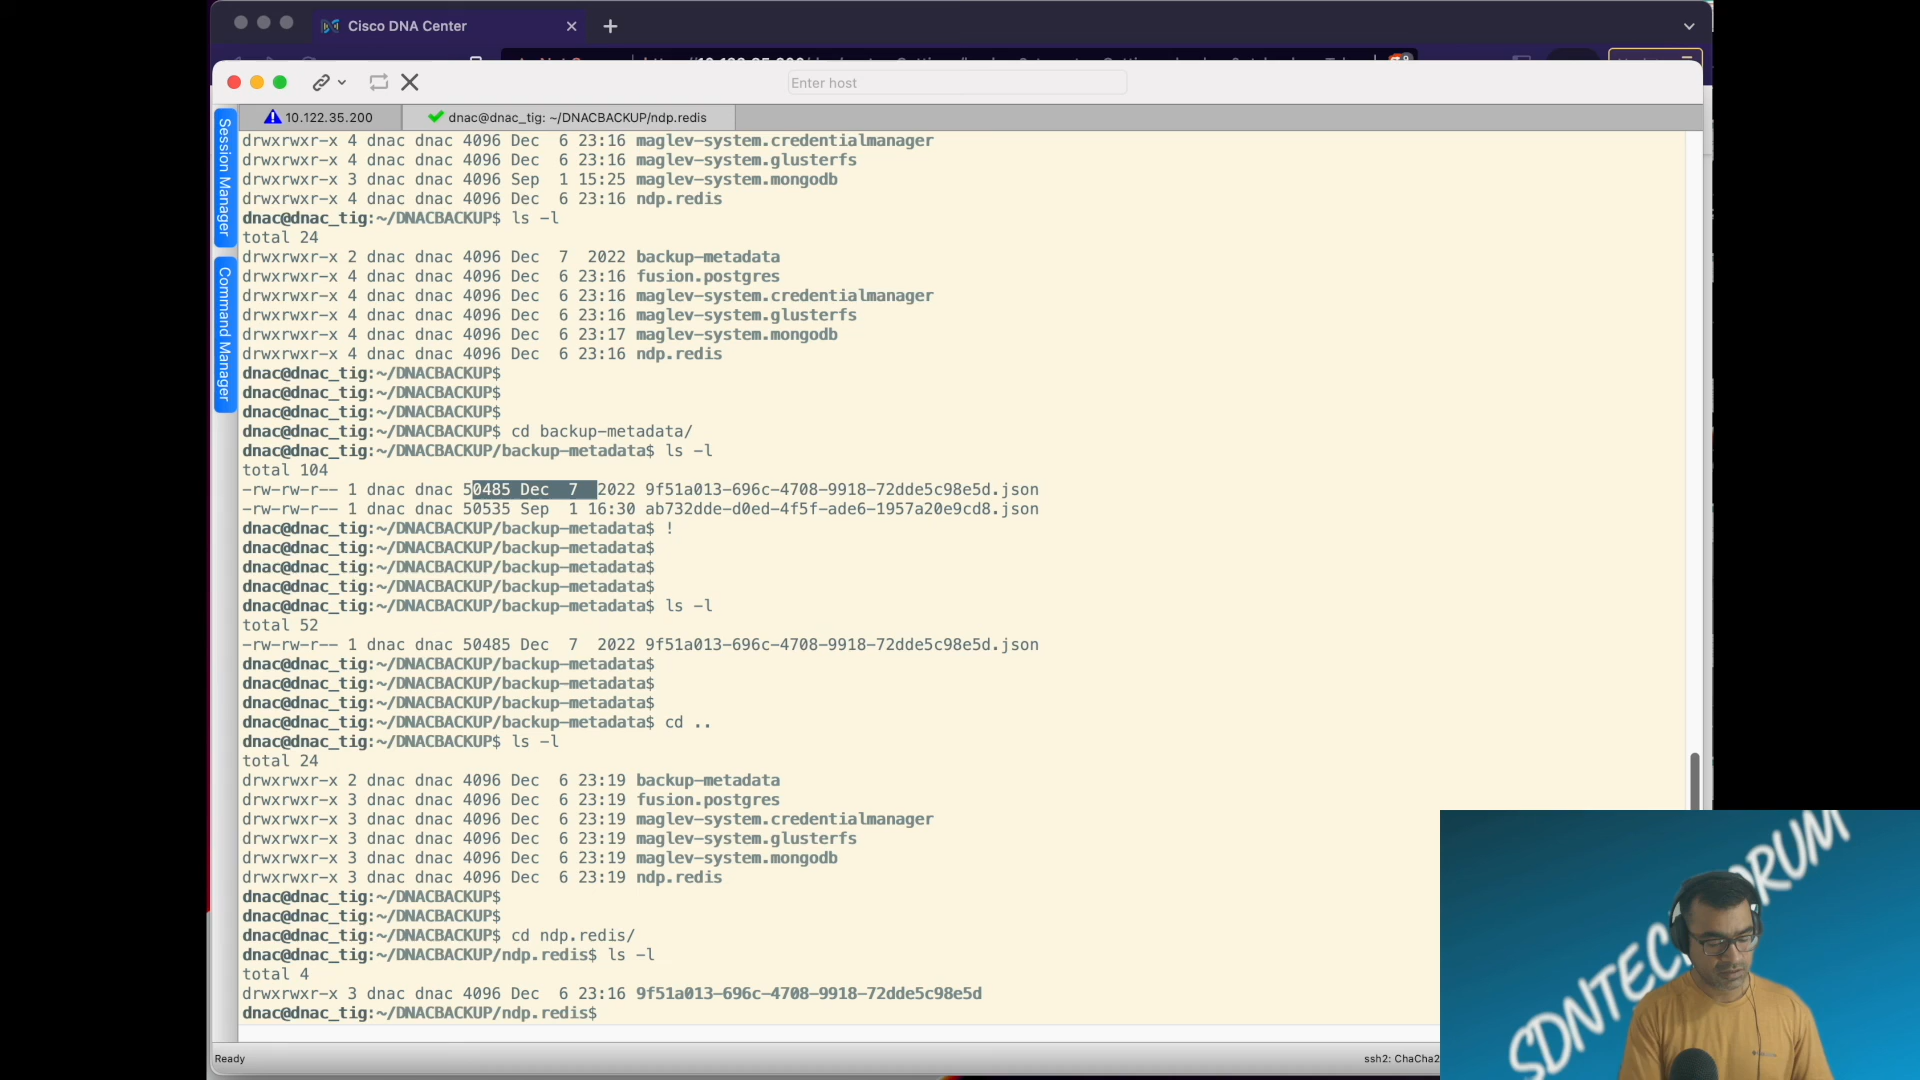 Cisco DNA Center
Enter host
10.122.35.200
dnac@dnac_tig: ~/DNACBACKUP/ndp.redis
Session Manager
Command Manager
drwxrwxr-x 4 dnac dnac 4096 Dec  6 23:16 maglev-system.credentialmanager
drwxrwxr-x 4 dnac dnac 4096 Dec  6 23:16 maglev-system.glusterfs
drwxrwxr-x 3 dnac dnac 4096 Sep  1 15:25 maglev-system.mongodb
drwxrwxr-x 4 dnac dnac 4096 Dec  6 23:16 ndp.redis
dnac@dnac_tig:~/DNACBACKUP$ ls -l
total 24
drwxrwxr-x 2 dnac dnac 4096 Dec  7  2022 backup-metadata
drwxrwxr-x 4 dnac dnac 4096 Dec  6 23:16 fusion.postgres
drwxrwxr-x 4 dnac dnac 4096 Dec  6 23:16 maglev-system.credentialmanager
drwxrwxr-x 4 dnac dnac 4096 Dec  6 23:16 maglev-system.glusterfs
drwxrwxr-x 4 dnac dnac 4096 Dec  6 23:17 maglev-system.mongodb
drwxrwxr-x 4 dnac dnac 4096 Dec  6 23:16 ndp.redis
dnac@dnac_tig:~/DNACBACKUP$
dnac@dnac_tig:~/DNACBACKUP$
dnac@dnac_tig:~/DNACBACKUP$
dnac@dnac_tig:~/DNACBACKUP$ cd backup-metadata/
dnac@dnac_tig:~/DNACBACKUP/backup-metadata$ ls -l
total 104
-rw-rw-r-- 1 dnac dnac 50485 Dec  7  2022 9f51a013-696c-4708-9918-72dde5c98e5d.json
-rw-rw-r-- 1 dnac dnac 50535 Sep  1 16:30 ab732dde-d0ed-4f5f-ade6-1957a20e9cd8.json
dnac@dnac_tig:~/DNACBACKUP/backup-metadata$ !
dnac@dnac_tig:~/DNACBACKUP/backup-metadata$
dnac@dnac_tig:~/DNACBACKUP/backup-metadata$
dnac@dnac_tig:~/DNACBACKUP/backup-metadata$
dnac@dnac_tig:~/DNACBACKUP/backup-metadata$ ls -l
total 52
-rw-rw-r-- 1 dnac dnac 50485 Dec  7  2022 9f51a013-696c-4708-9918-72dde5c98e5d.json
dnac@dnac_tig:~/DNACBACKUP/backup-metadata$
dnac@dnac_tig:~/DNACBACKUP/backup-metadata$
dnac@dnac_tig:~/DNACBACKUP/backup-metadata$
dnac@dnac_tig:~/DNACBACKUP/backup-metadata$ cd ..
dnac@dnac_tig:~/DNACBACKUP$ ls -l
total 24
drwxrwxr-x 2 dnac dnac 4096 Dec  6 23:19 backup-metadata
drwxrwxr-x 3 dnac dnac 4096 Dec  6 23:19 fusion.postgres
drwxrwxr-x 3 dnac dnac 4096 Dec  6 23:19 maglev-system.credentialmanager
drwxrwxr-x 3 dnac dnac 4096 Dec  6 23:19 maglev-system.glusterfs
drwxrwxr-x 3 dnac dnac 4096 Dec  6 23:19 maglev-system.mongodb
drwxrwxr-x 3 dnac dnac 4096 Dec  6 23:19 ndp.redis
dnac@dnac_tig:~/DNACBACKUP$
dnac@dnac_tig:~/DNACBACKUP$
dnac@dnac_tig:~/DNACBACKUP$ cd ndp.redis/
dnac@dnac_tig:~/DNACBACKUP/ndp.redis$ ls -l
total 4
drwxrwxr-x 3 dnac dnac 4096 Dec  6 23:16 9f51a013-696c-4708-9918-72dde5c98e5d
dnac@dnac_tig:~/DNACBACKUP/ndp.redis$
Ready
ssh2: ChaCha2